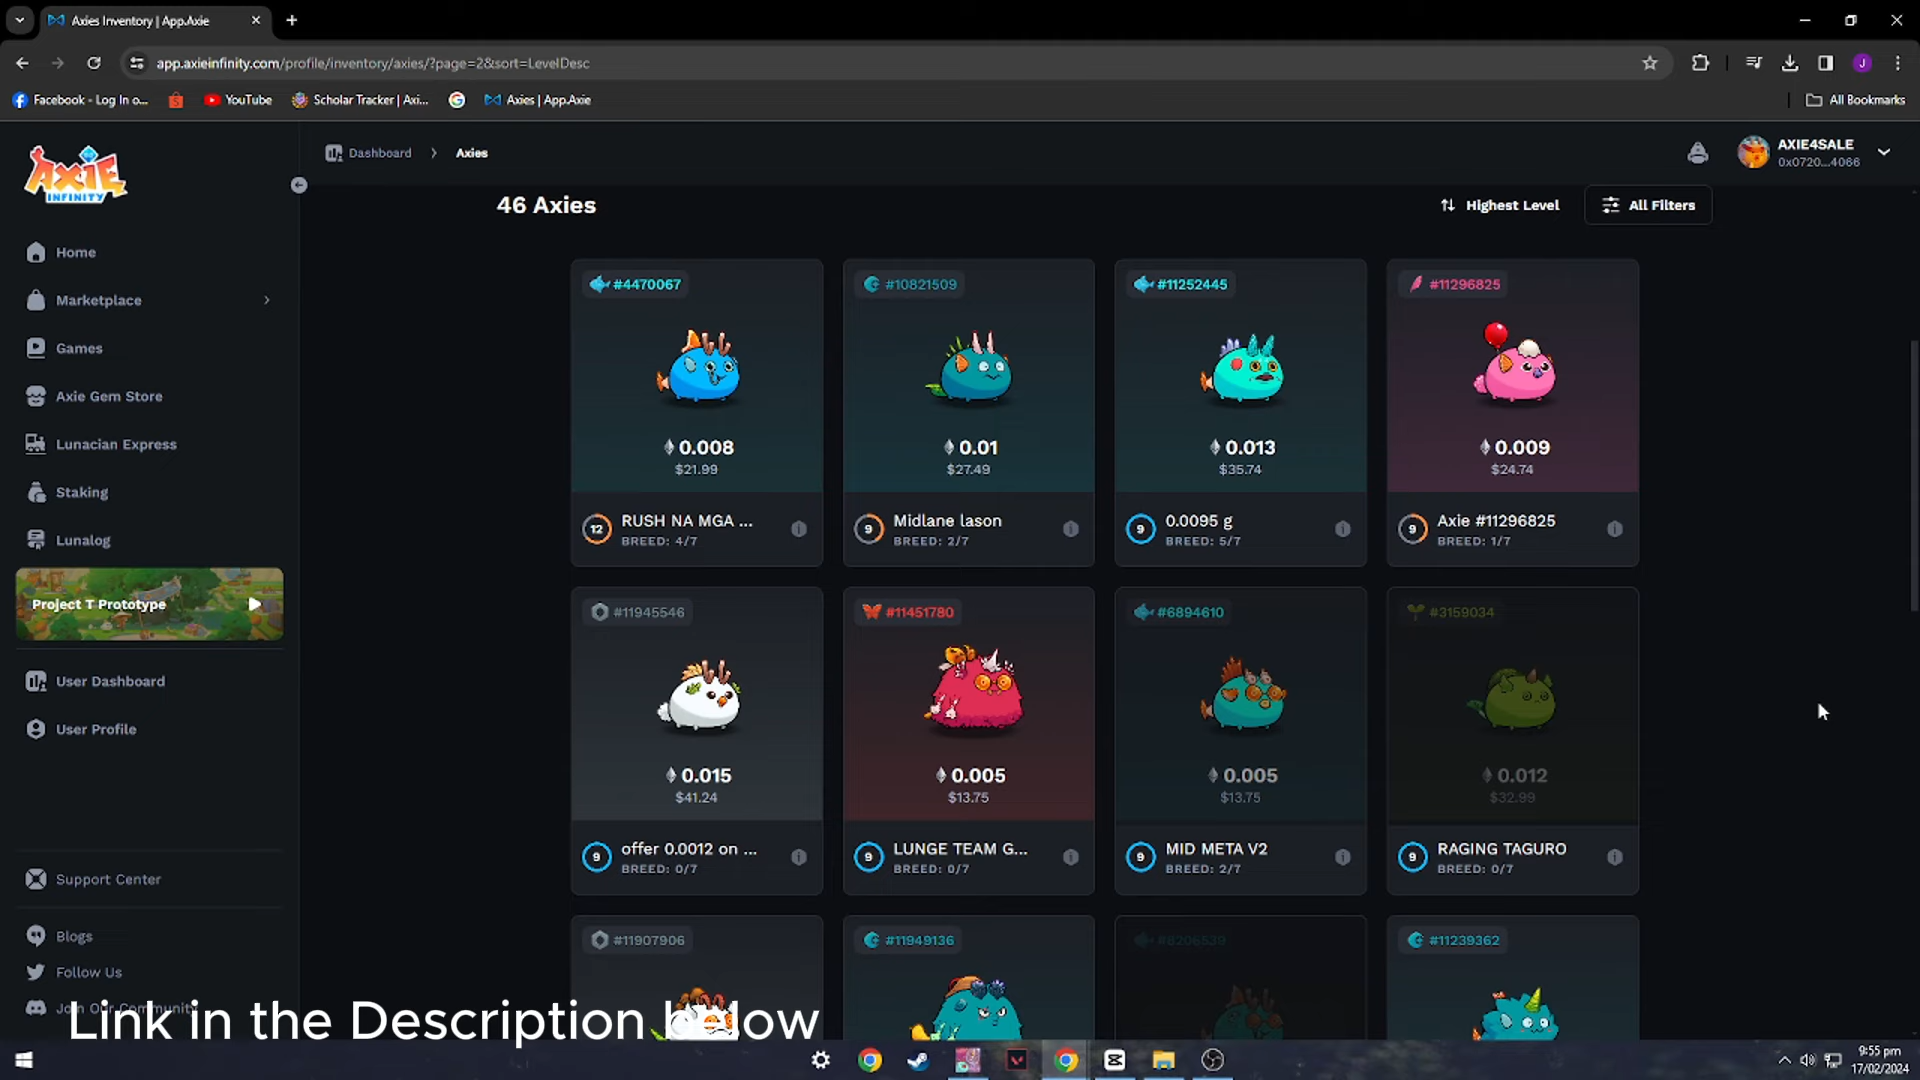 Axies Inventory | App.Axie
app.axieinfinity.com/profile/inventory/axies/?page=2&sort=LevelDesc
J
Facebook - Log In o...
YouTube
Scholar Tracker | Axi...
Axies | App.Axie
All Bookmarks
AXIE
INFINITY
Dashboard
Axies
AXIE4SALE
0x0720...4066
46 Axies
Highest Level
All Filters
Home
Marketplace
Games
Axie Gem Store
Lunacian Express
Staking
Lunalog
Project T Prototype
User Dashboard
User Profile
Support Center
Blogs
Follow Us
Join Our Community
#4470067
0.008
$21.99
12
RUSH NA MGA ...
BREED: 4/7
#10821509
0.01
$27.49
9
Midlane lason
BREED: 2/7
#11252445
0.013
$35.74
9
0.0095 g
BREED: 5/7
#11296825
0.009
$24.74
9
Axie #11296825
BREED: 1/7
#11945546
0.015
$41.24
9
offer 0.0012 on ...
BREED: 0/7
#11451780
0.005
$13.75
9
LUNGE TEAM G...
BREED: 0/7
#6894610
0.005
$13.75
9
MID META V2
BREED: 2/7
#3159034
0.012
$32.99
9
RAGING TAGURO
BREED: 0/7
#11907906
#11949136
#8206539
#11239362
Link in the Description below
9:55 pm
17/02/2024